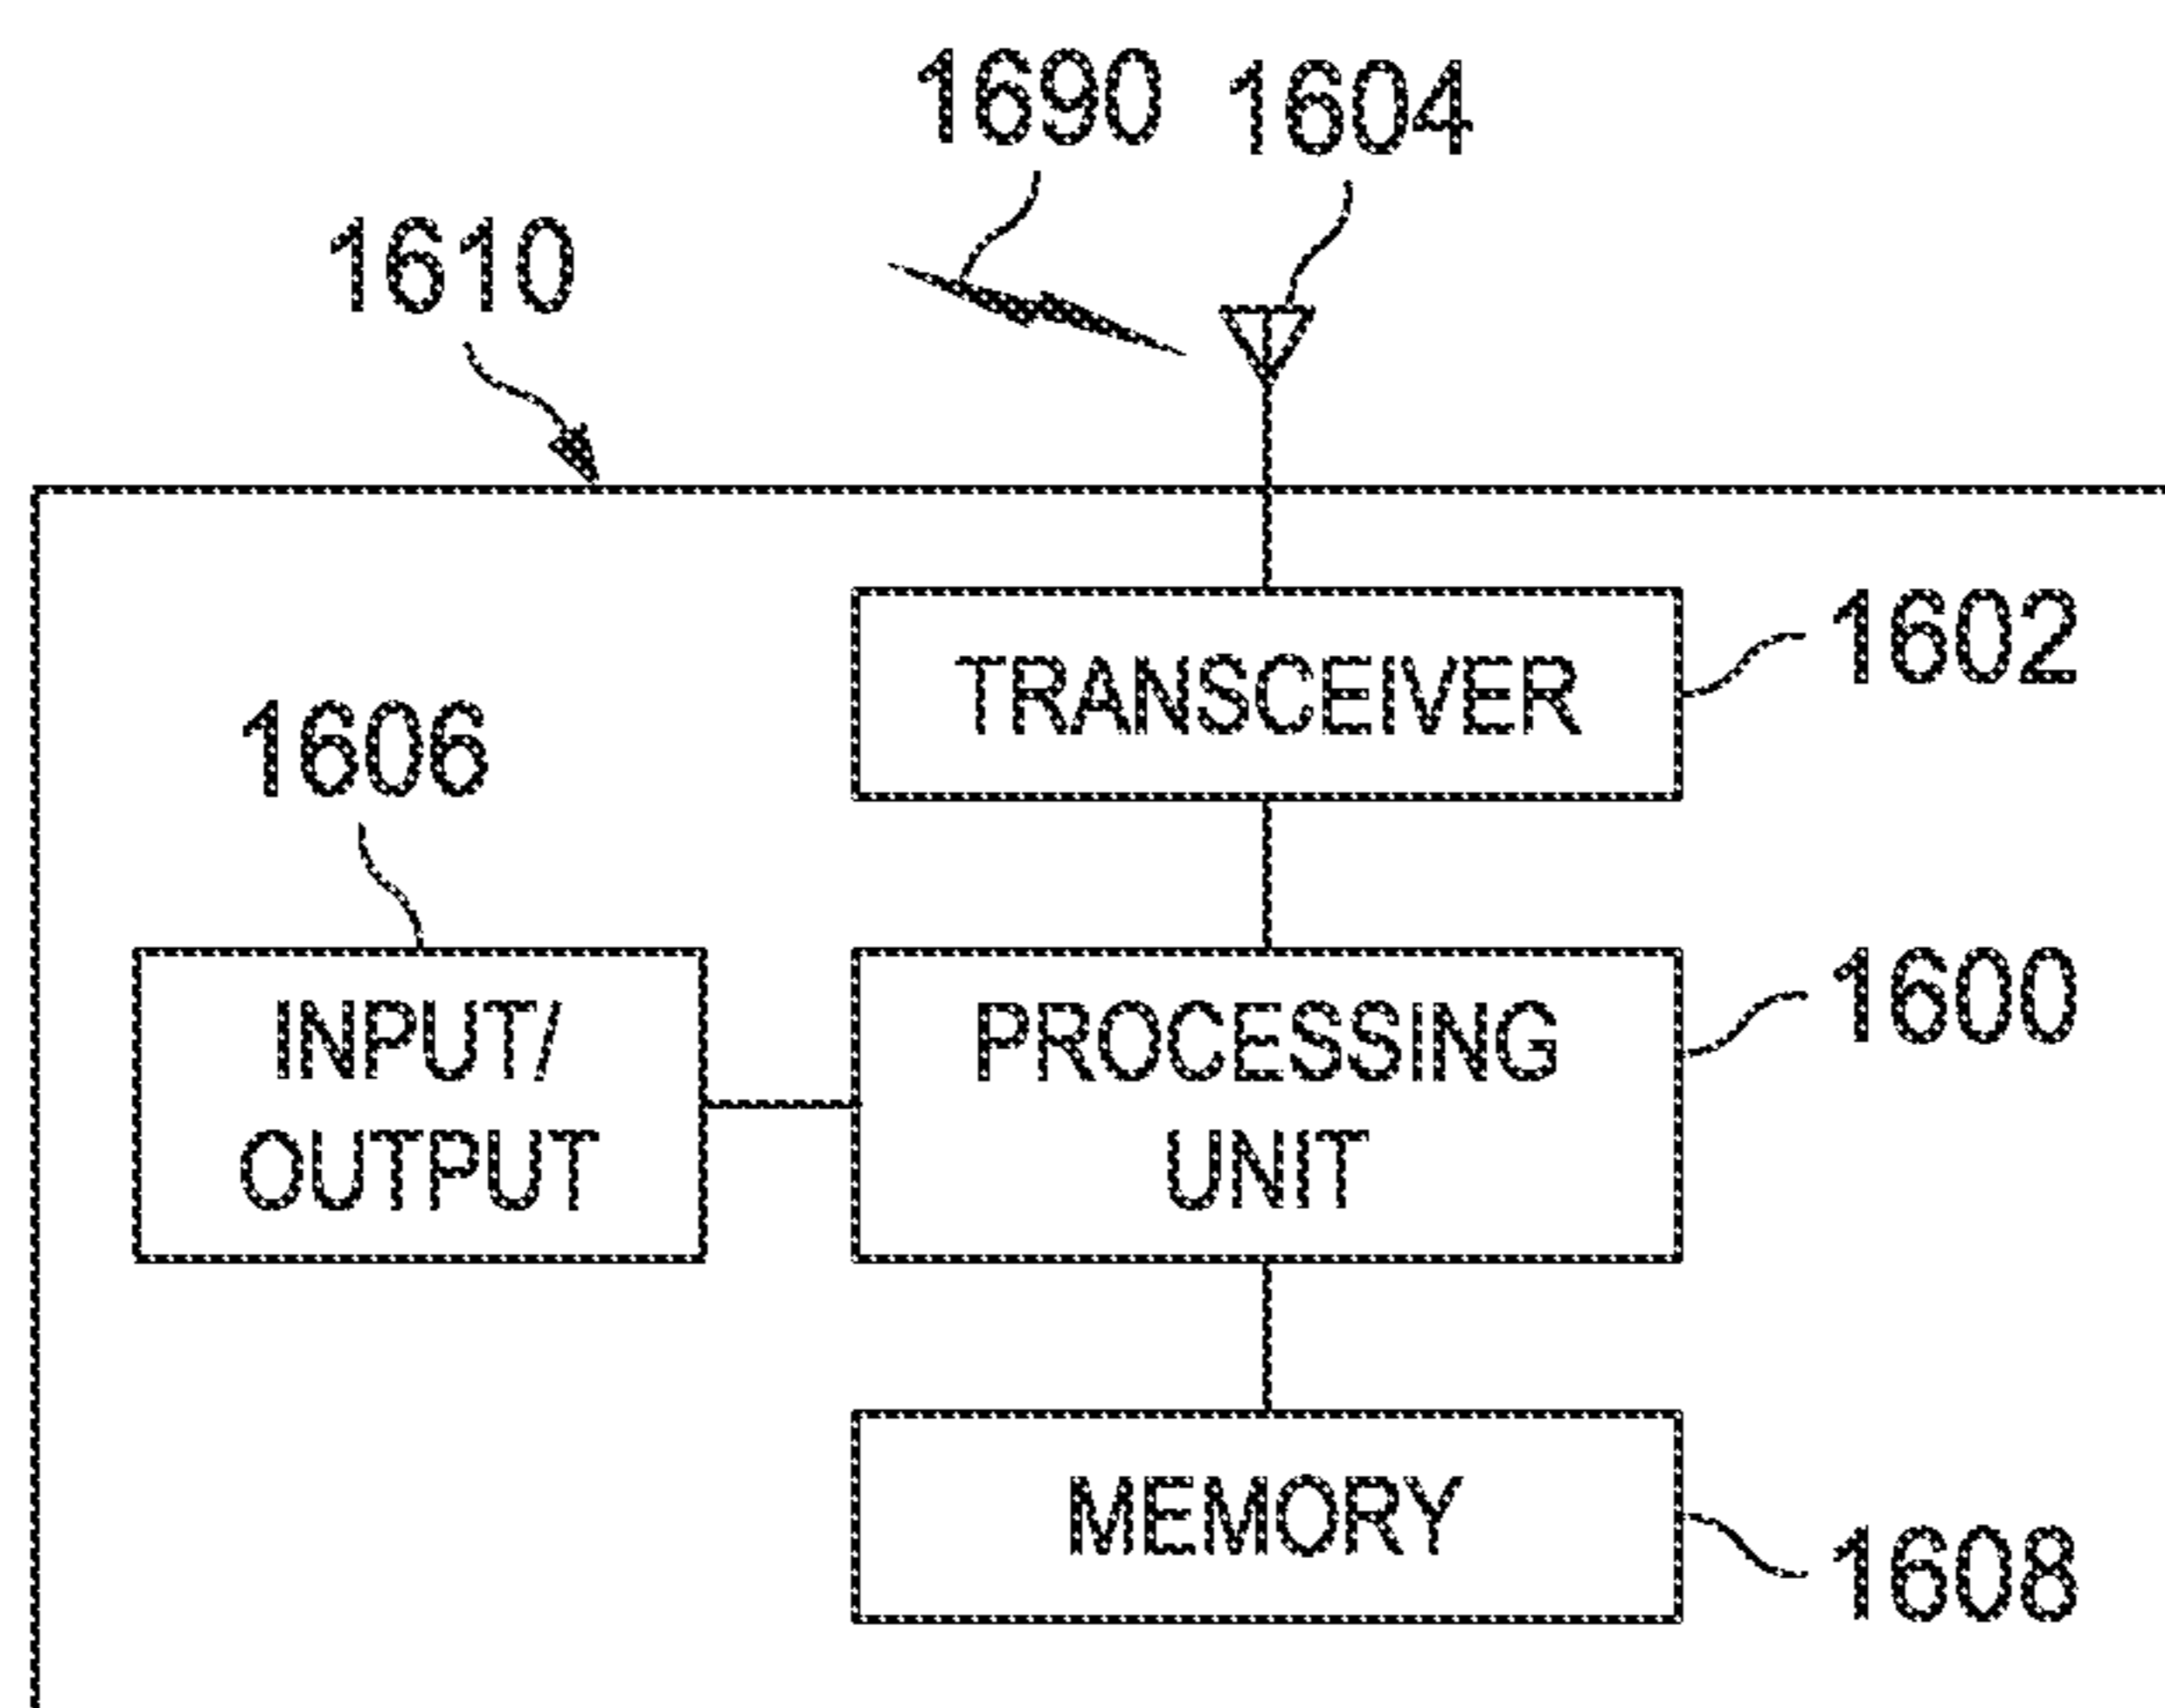 1690 1604
1610
TRANSCEIVER
1602
1606
INPUT/
OUTPUT
PROCESSING
UNIT
1600
MEMORY
1608